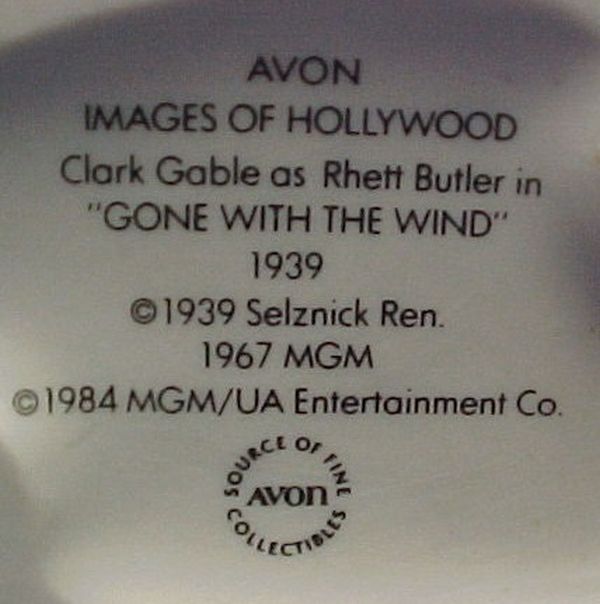 AVON
IMAGES OF HOLLYWOOD
Clark Gable as Rhett Butler in
"GONE WITH THE WIND"
1939
©1939 Selznick Ren.
1967 MGM
©1984 MGM/UA Entertainment Co.
SOURCE OF FINE
AVON
COLLECTIBLES